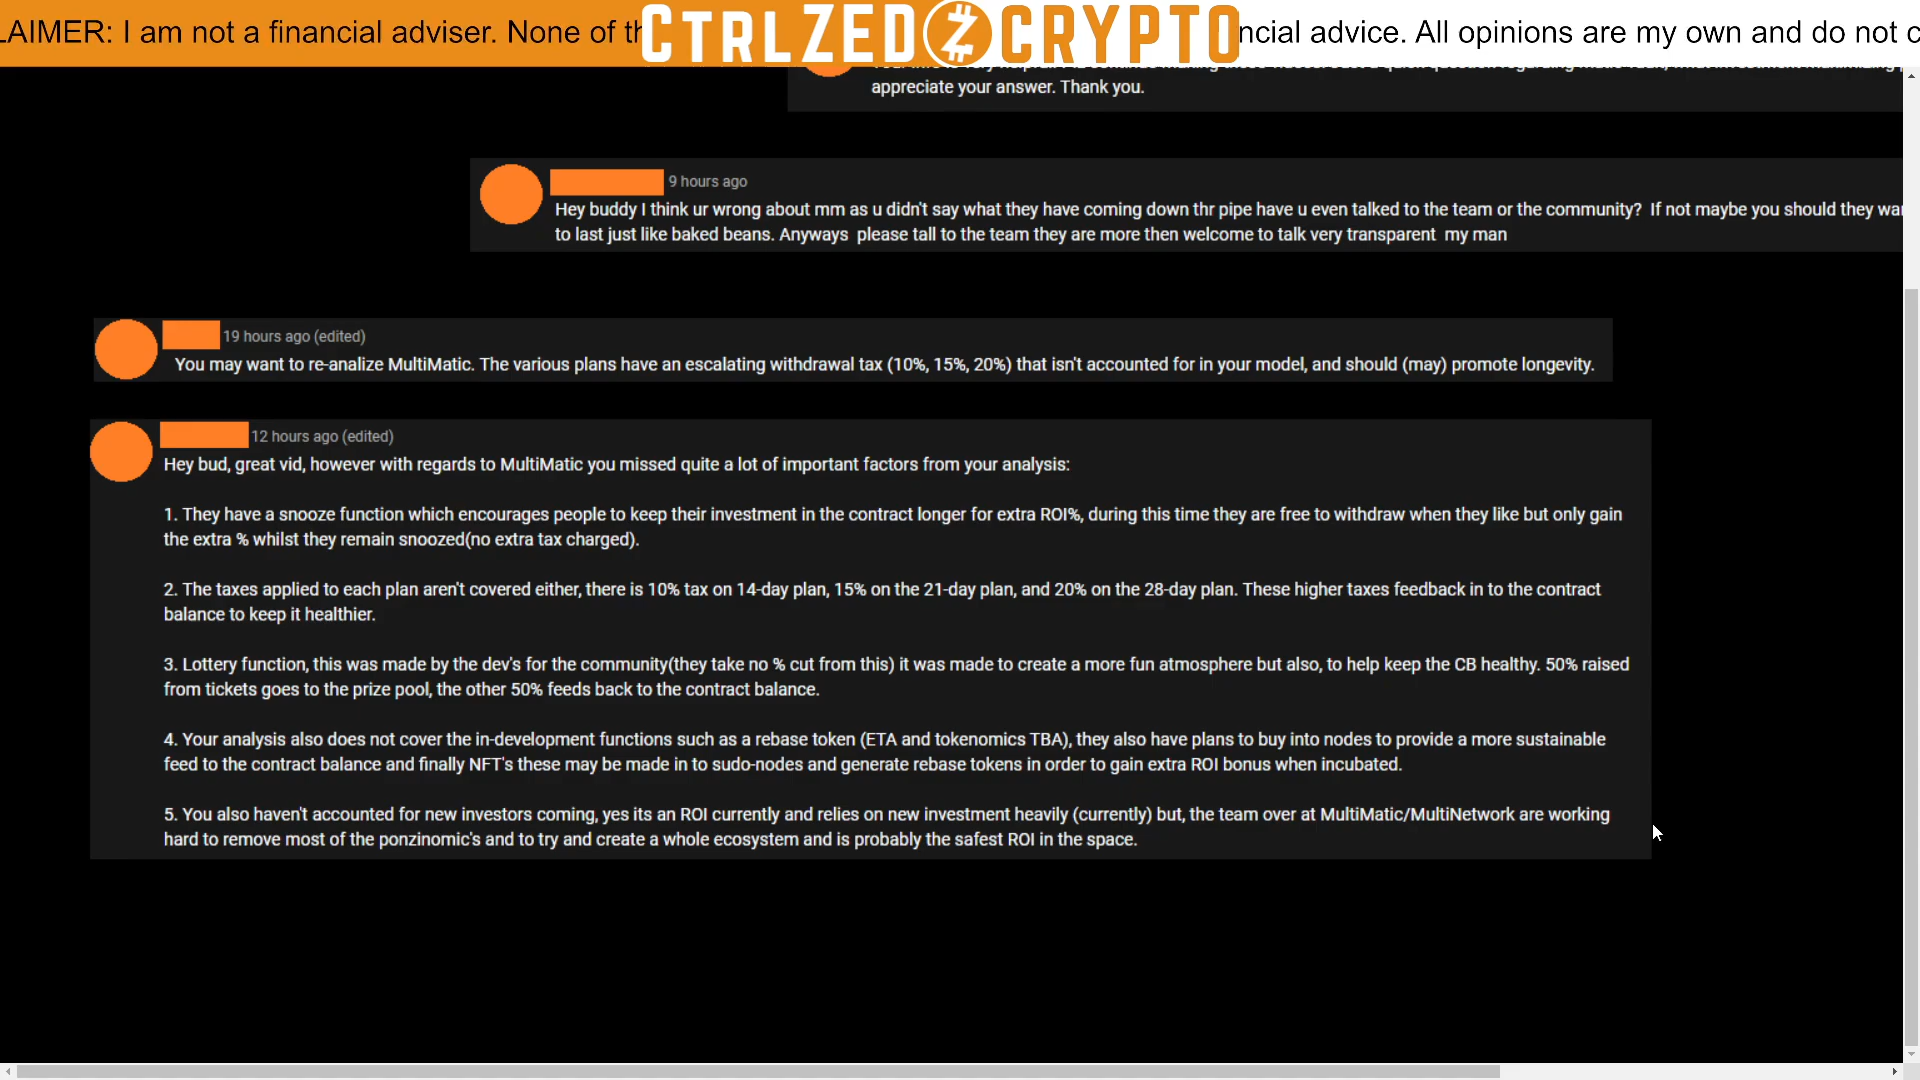 LAIMER: I am not a financial adviser. None of th
CTRLZED CRYPTO
ncial advice. All opinions are my own and do not c
appreciate your answer. Thank you.
9 hours ago
Hey buddy I think ur wrong about mm as u didn't say what they have coming down thr pipe have u even talked to the team or the community? If not maybe you should they wa
to last just like baked beans. Anyways please tall to the team they are more then welcome to talk very transparent my man
19 hours ago (edited)
You may want to re-analize MultiMatic. The various plans have an escalating withdrawal tax (10%, 15%, 20%) that isn't accounted for in your model, and should (may) promote longevity.
12 hours ago (edited)
Hey bud, great vid, however with regards to MultiMatic you missed quite a lot of important factors from your analysis:
1. They have a snooze function which encourages people to keep their investment in the contract longer for extra ROI%, during this time they are free to withdraw when they like but only gain
the extra % whilst they remain snoozed(no extra tax charged).
2. The taxes applied to each plan aren't covered either, there is 10% tax on 14-day plan, 15% on the 21-day plan, and 20% on the 28-day plan. These higher taxes feedback in to the contract
balance to keep it healthier.
3. Lottery function, this was made by the dev's for the community(they take no % cut from this) it was made to create a more fun atmosphere but also, to help keep the CB healthy. 50% raised
from tickets goes to the prize pool, the other 50% feeds back to the contract balance.
4. Your analysis also does not cover the in-development functions such as a rebase token (ETA and tokenomics TBA), they also have plans to buy into nodes to provide a more sustainable
feed to the contract balance and finally NFT's these may be made in to sudo-nodes and generate rebase tokens in order to gain extra ROI bonus when incubated.
5. You also haven't accounted for new investors coming, yes its an ROI currently and relies on new investment heavily (currently) but, the team over at MultiMatic/MultiNetwork are working
hard to remove most of the ponzinomic's and to try and create a whole ecosystem and is probably the safest ROI in the space.